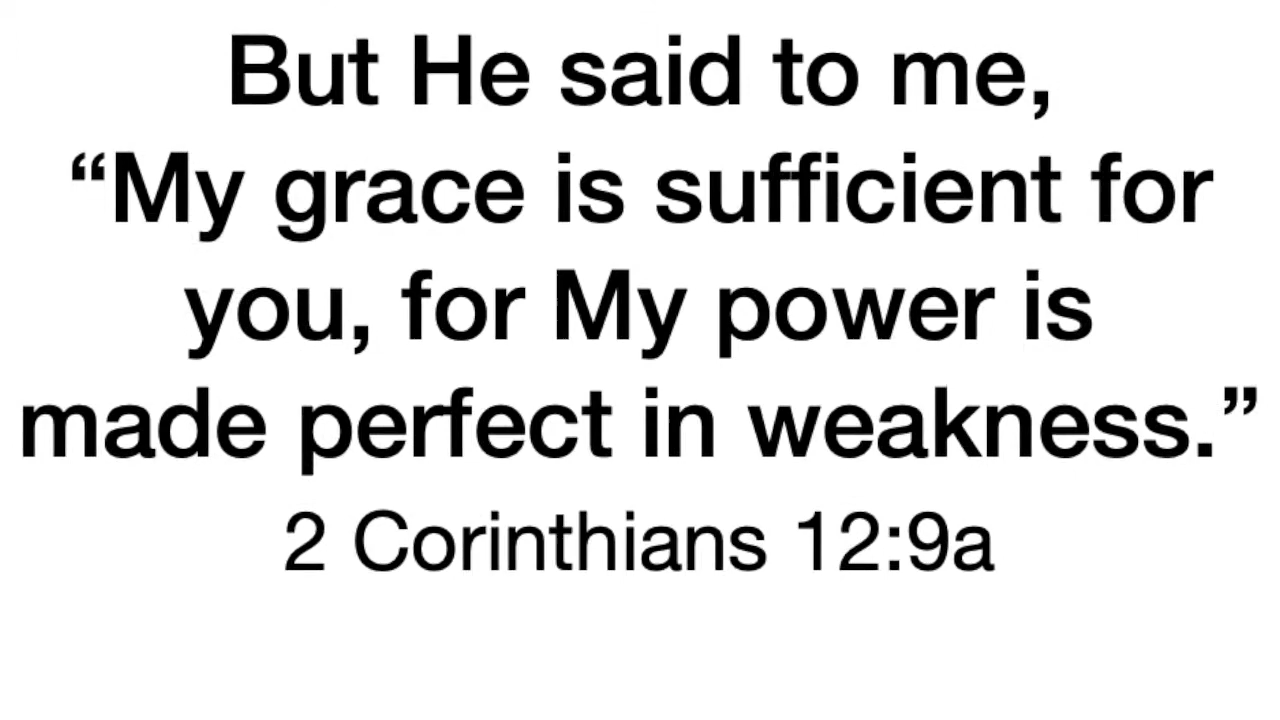 But He said to me,
“My grace is sufficient for
you, for My power is
made perfect in weakness.”
2 Corinthians 12:9a